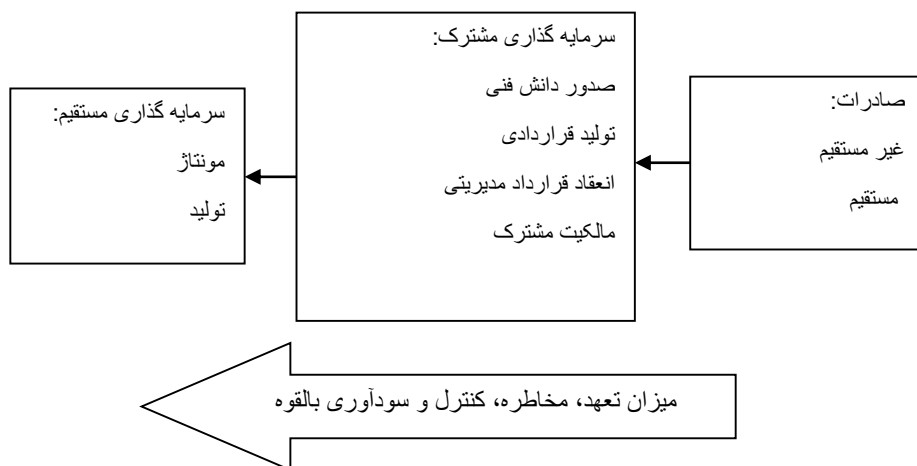 صادرات:
غیر مستقیم
مستقیم
سرمایه گذاری مشترک:
صدور دانش فنی
تولید قراردادی
انعقاد قرارداد مدیریتی
مالکیت مشترک
سرمایه گذاری مستقیم:
مونتاژ
تولید
میزان تعهد، مخاطره، کنترل و سودآوری بالقوه